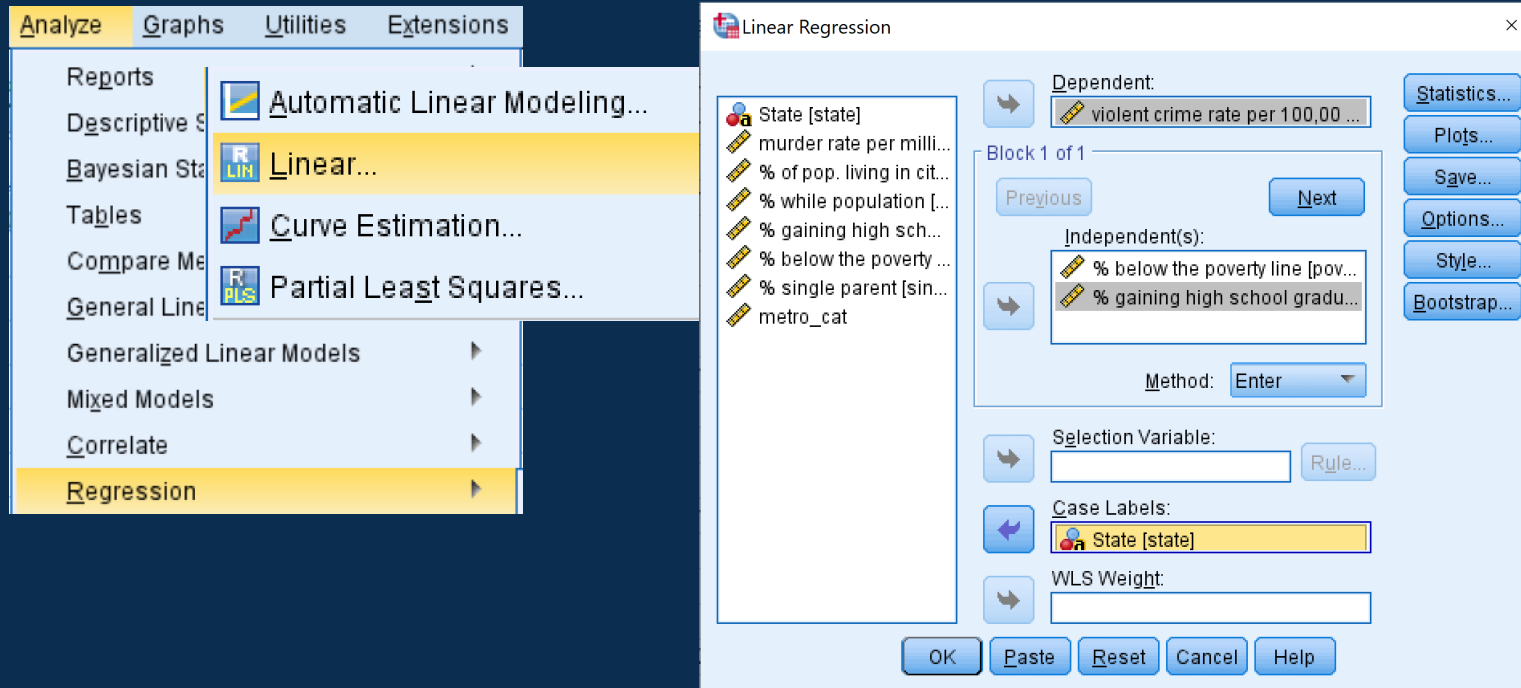 Analyze Graphs Utilities Extensions
Reports
Descriptive S
Bayesian Sta
Tables
Compare Me
General Line
Generalized Linear Models
Mixed Models
Correlate
Regression
Automatic Linear Modeling...
R LIN Linear...
Curve Estimation...
R PLS Partial Least Squares...
Linear Regression
State [state]
murder rate per milli...
% of pop. living in cit...
% while population [...
% gaining high sch...
% below the poverty ...
% single parent [sin...
metro_cat
Dependent:
violent crime rate per 100,00 ...
Block 1 of 1
Previous Next
Independent(s):
% below the poverty line [pov...
% gaining high school gradu...
Method: Enter
Selection Variable:
Rule...
Case Labels:
State [state]
WLS Weight:
Statistics...
Plots...
Save...
Options...
Style...
Bootstrap...
OK Paste Reset Cancel Help